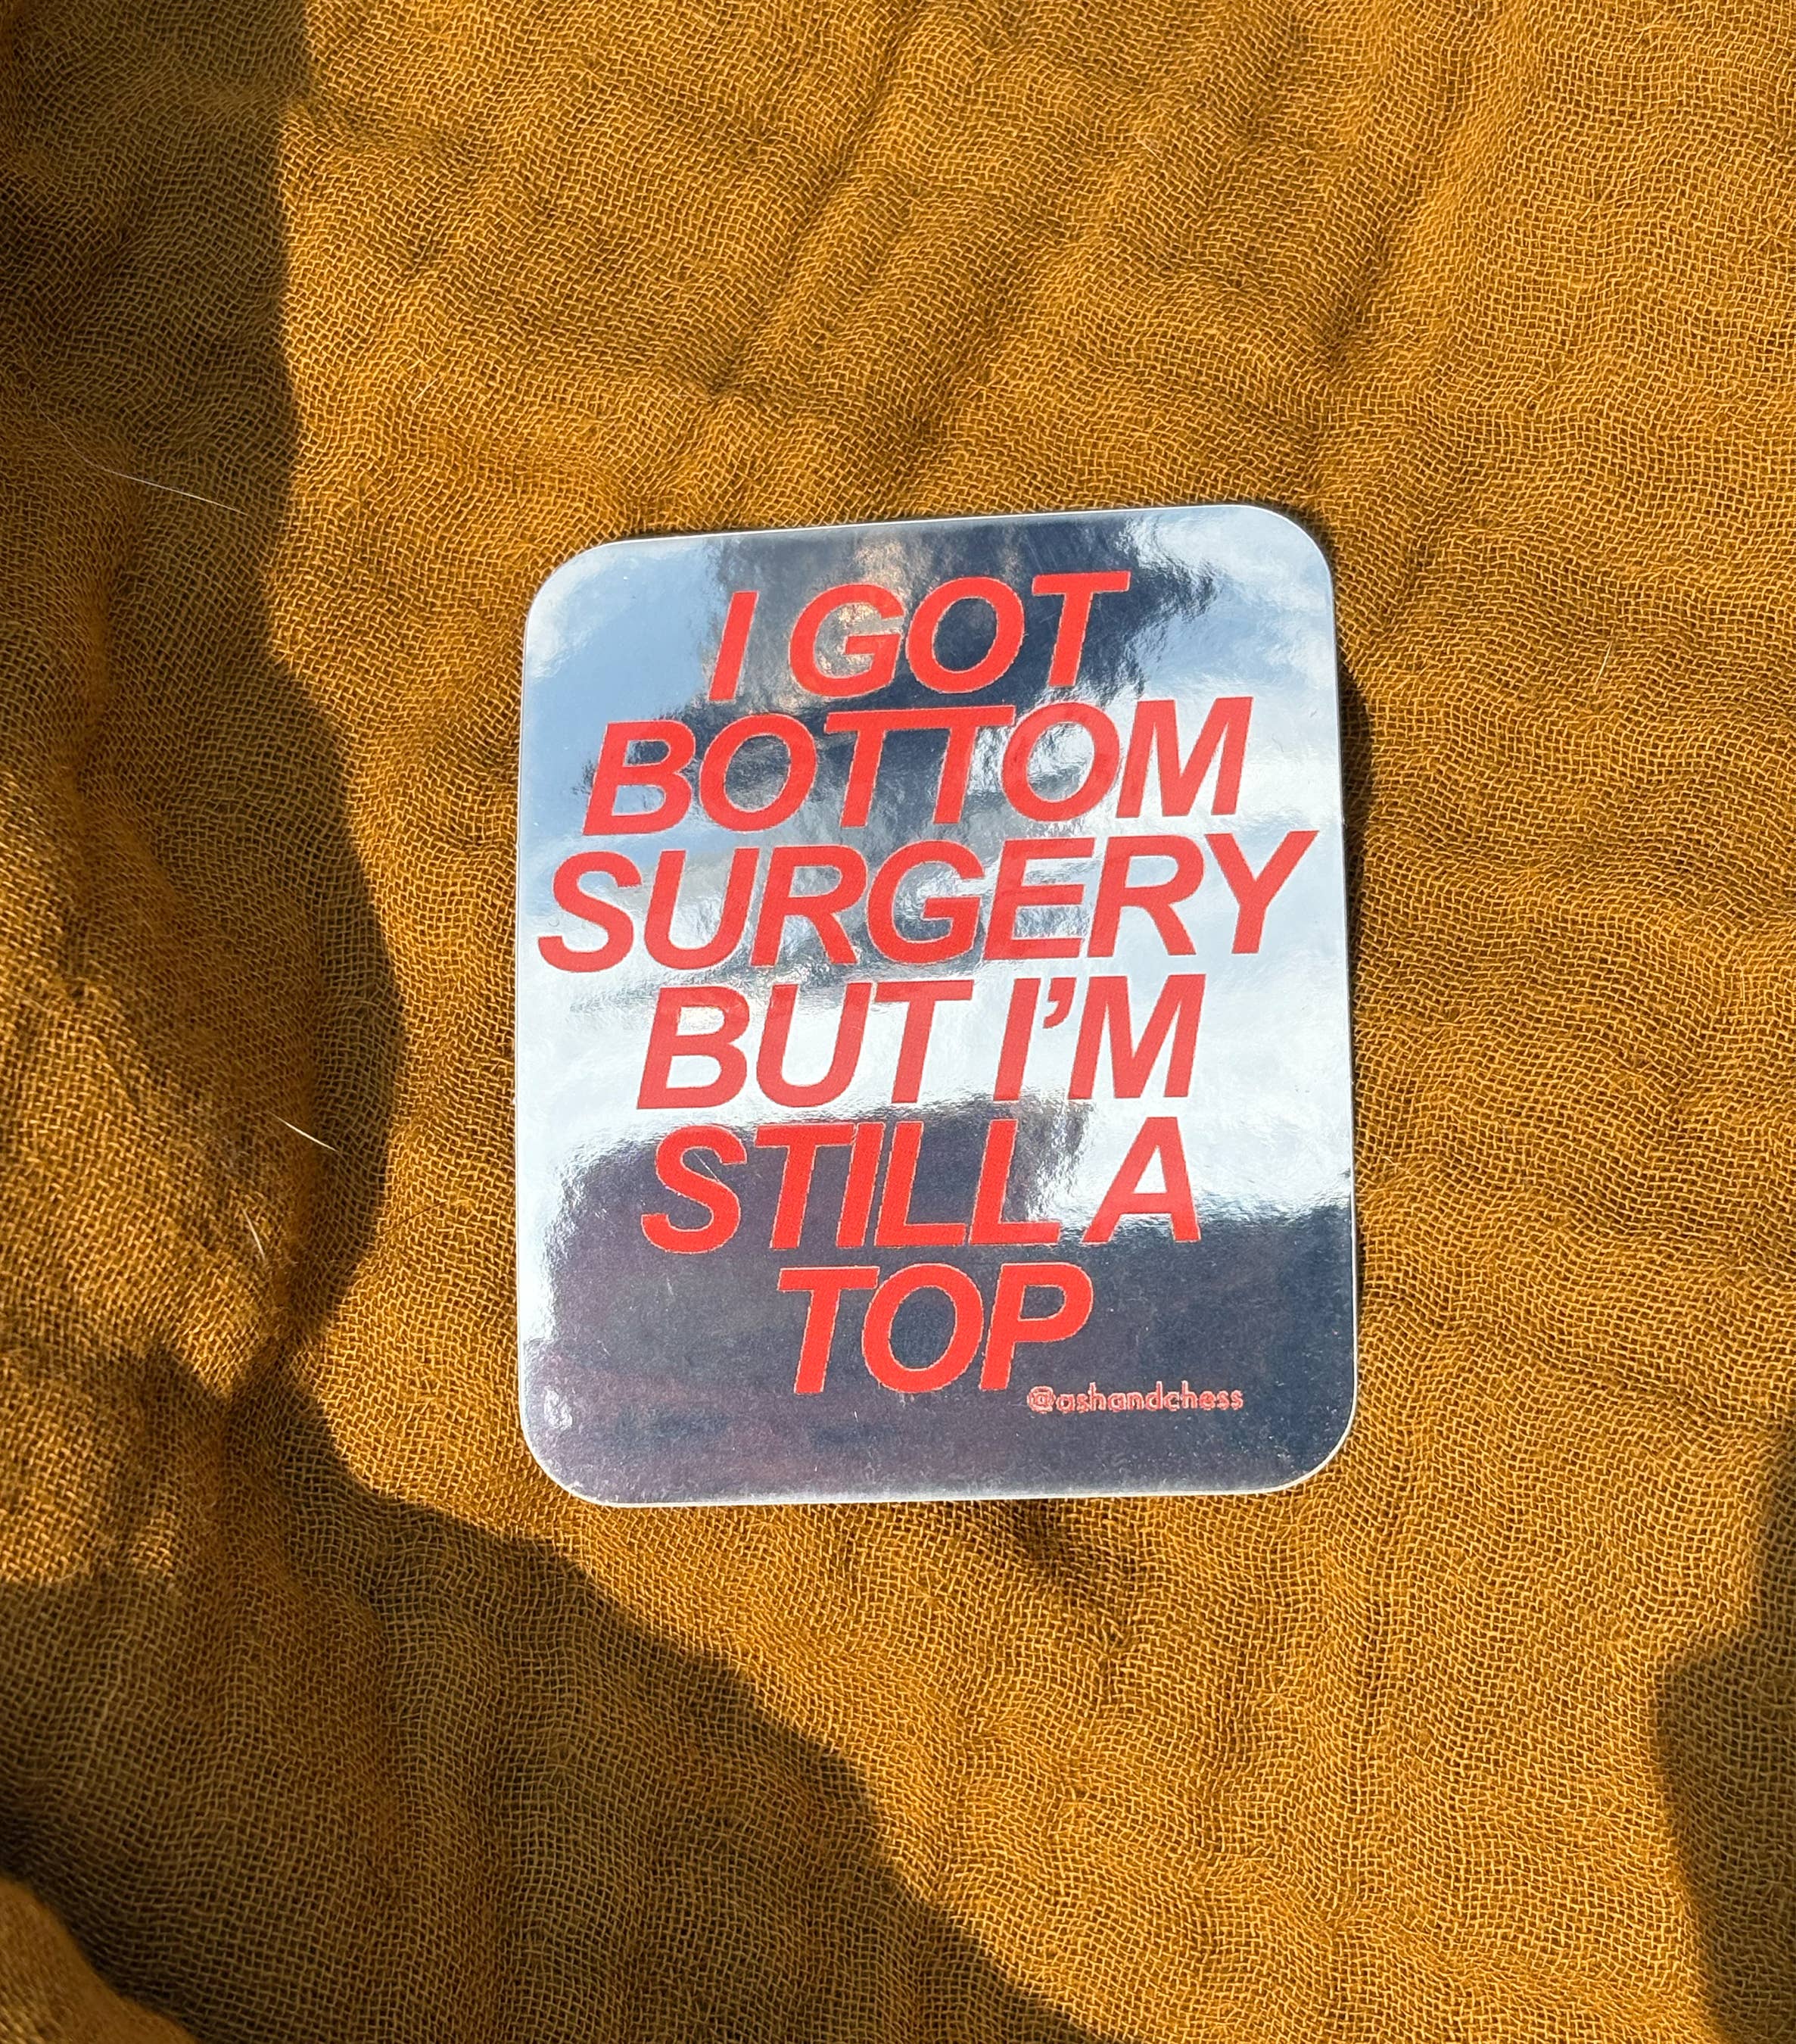 I GOT
BOTTOM
SURGERY
BUT I'M
STILL A
TOP
@ashandchess